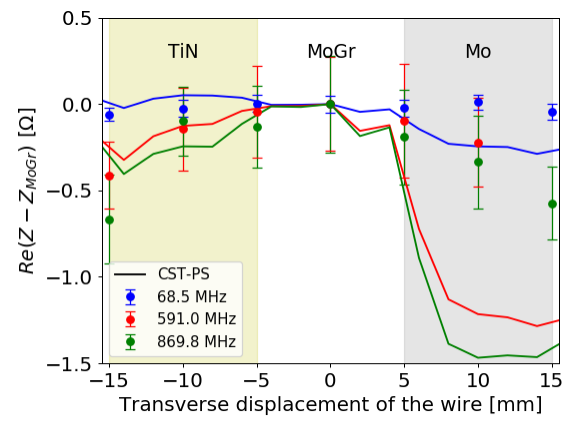 TiN MoGr Mo
0.5
0.0
−0.5
−1.0
−1.5
Re(Z − Z_MoGr) [Ω]
CST-PS
68.5 MHz
591.0 MHz
869.8 MHz
−15 −10 −5 0 5 10 15
Transverse displacement of the wire [mm]